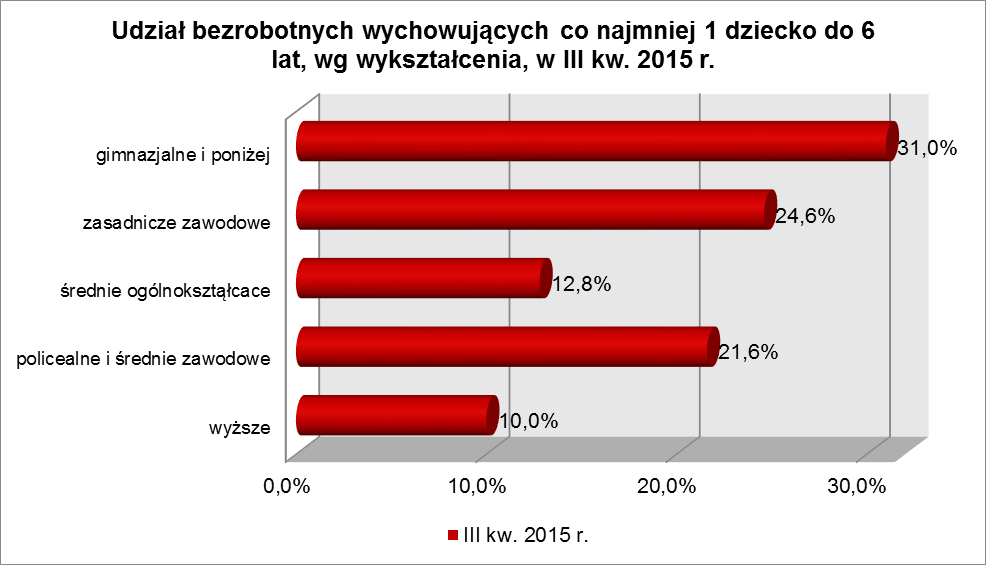 Udział bezrobotnych wychowujących co najmniej 1 dziecko do 6
lat, wg wykształcenia, w III kw. 2015 r.
gimnazjalne i poniżej
31,0%
zasadnicze zawodowe
24,6%
średnie ogólnokształcace
12,8%
policealne i średnie zawodowe
21,6%
wyższe
10,0%
0,0% 10,0% 20,0% 30,0%
III kw. 2015 r.